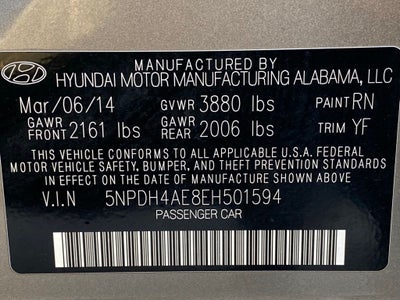 MANUFACTURED BY
HYUNDAI MOTOR MANUFACTURING ALABAMA, LLC
Mar/06/14 GVWR 3880 lbs PAINT RN
GAWR FRONT 2161 lbs GAWR REAR 2006 lbs TRIM YF
THIS VEHICLE CONFORMS TO ALL APPLICABLE U.S.A. FEDERAL
MOTOR VEHICLE SAFETY, BUMPER, AND THEFT PREVENTION STANDARDS
IN EFFECT ON THE DATE OF MANUFACTURE SHOWN ABOVE.
V.I.N 5NPDH4AE8EH501594
PASSENGER CAR